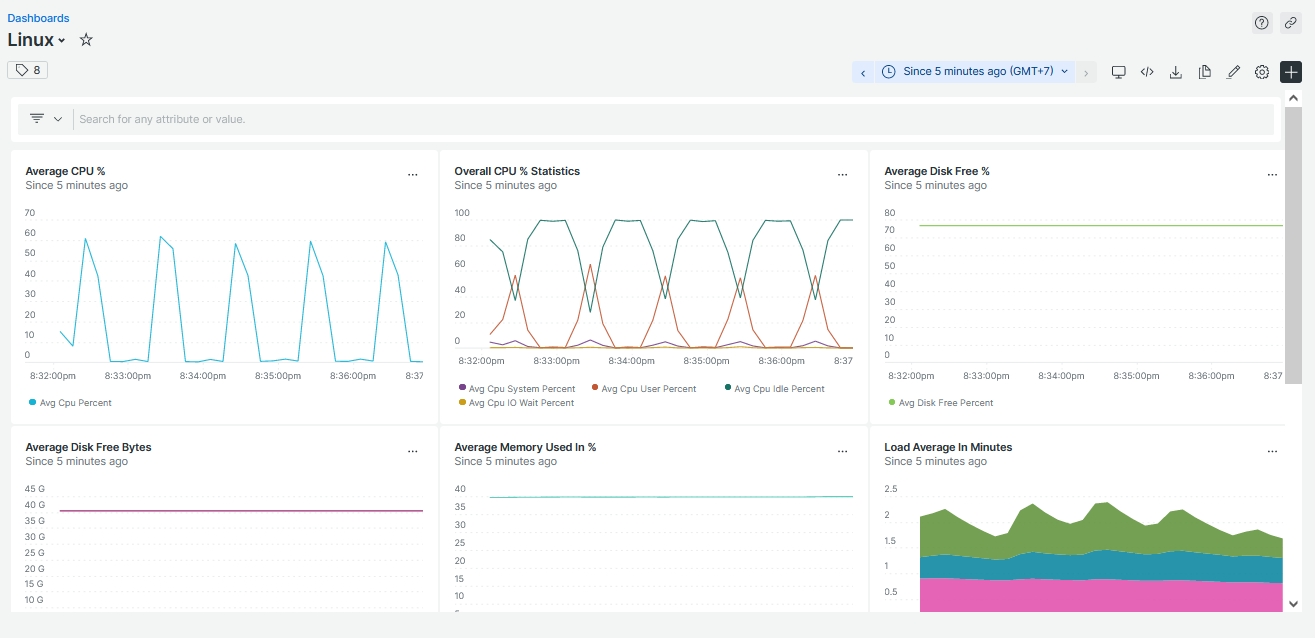 Dashboards
Linux
8
Since 5 minutes ago (GMT+7)
Search for any attribute or value.
Average CPU %
Since 5 minutes ago
70
60
50
40
30
20
10
0
8:32:00pm 8:33:00pm 8:34:00pm 8:35:00pm 8:36:00pm 8:37
Avg Cpu Percent
Overall CPU % Statistics
Since 5 minutes ago
100
80
60
40
20
0
8:32:00pm 8:33:00pm 8:34:00pm 8:35:00pm 8:36:00pm 8:37
Avg Cpu System Percent Avg Cpu User Percent Avg Cpu Idle Percent
Avg Cpu IO Wait Percent
Average Disk Free %
Since 5 minutes ago
80
70
60
50
40
30
20
10
0
8:32:00pm 8:33:00pm 8:34:00pm 8:35:00pm 8:36:00pm 8:37
Avg Disk Free Percent
Average Disk Free Bytes
Since 5 minutes ago
45 G
40 G
35 G
30 G
25 G
20 G
15 G
10 G
Average Memory Used In %
Since 5 minutes ago
40
35
30
25
20
15
10
Load Average In Minutes
Since 5 minutes ago
2.5
2
1.5
1
0.5